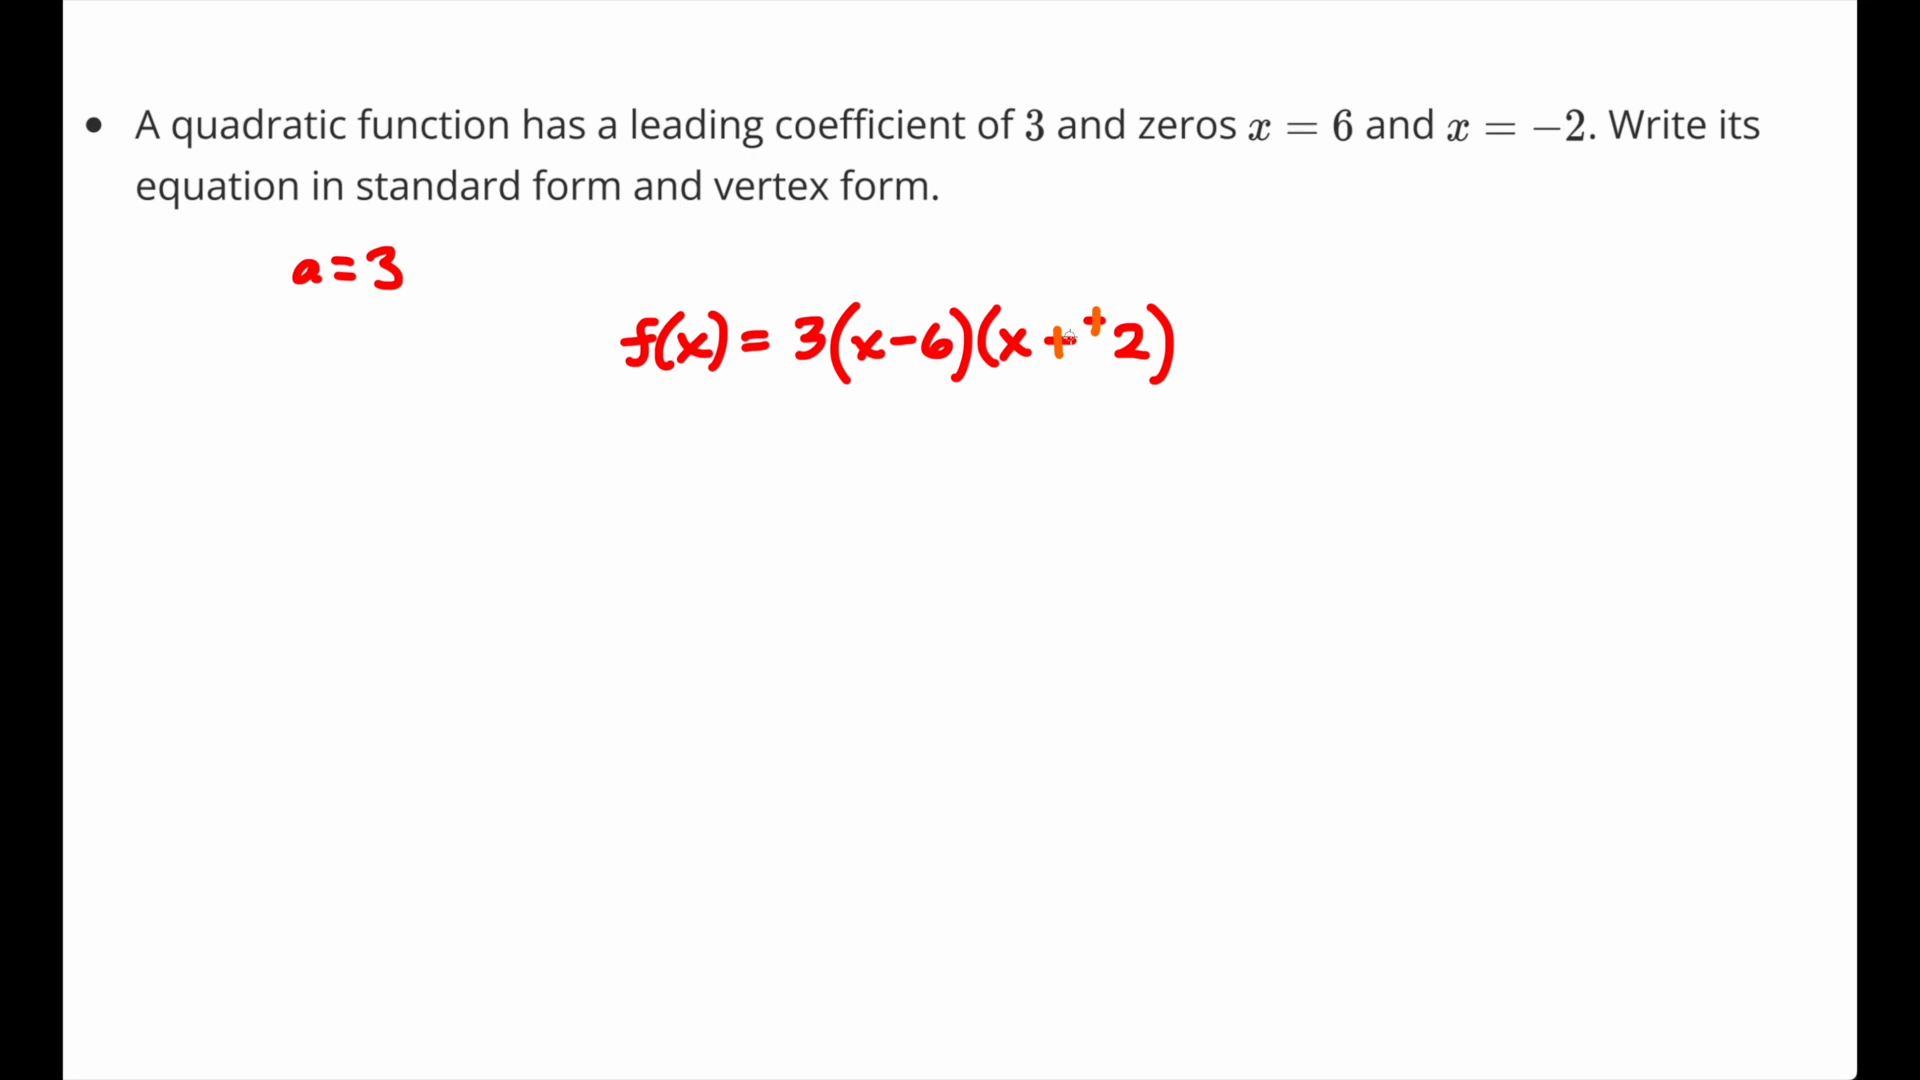 • A quadratic function has a leading coefficient of 3 and zeros x = 6 and x = −2. Write its
equation in standard form and vertex form.
a=3
f(x) = 3(x-6)(x + +2)